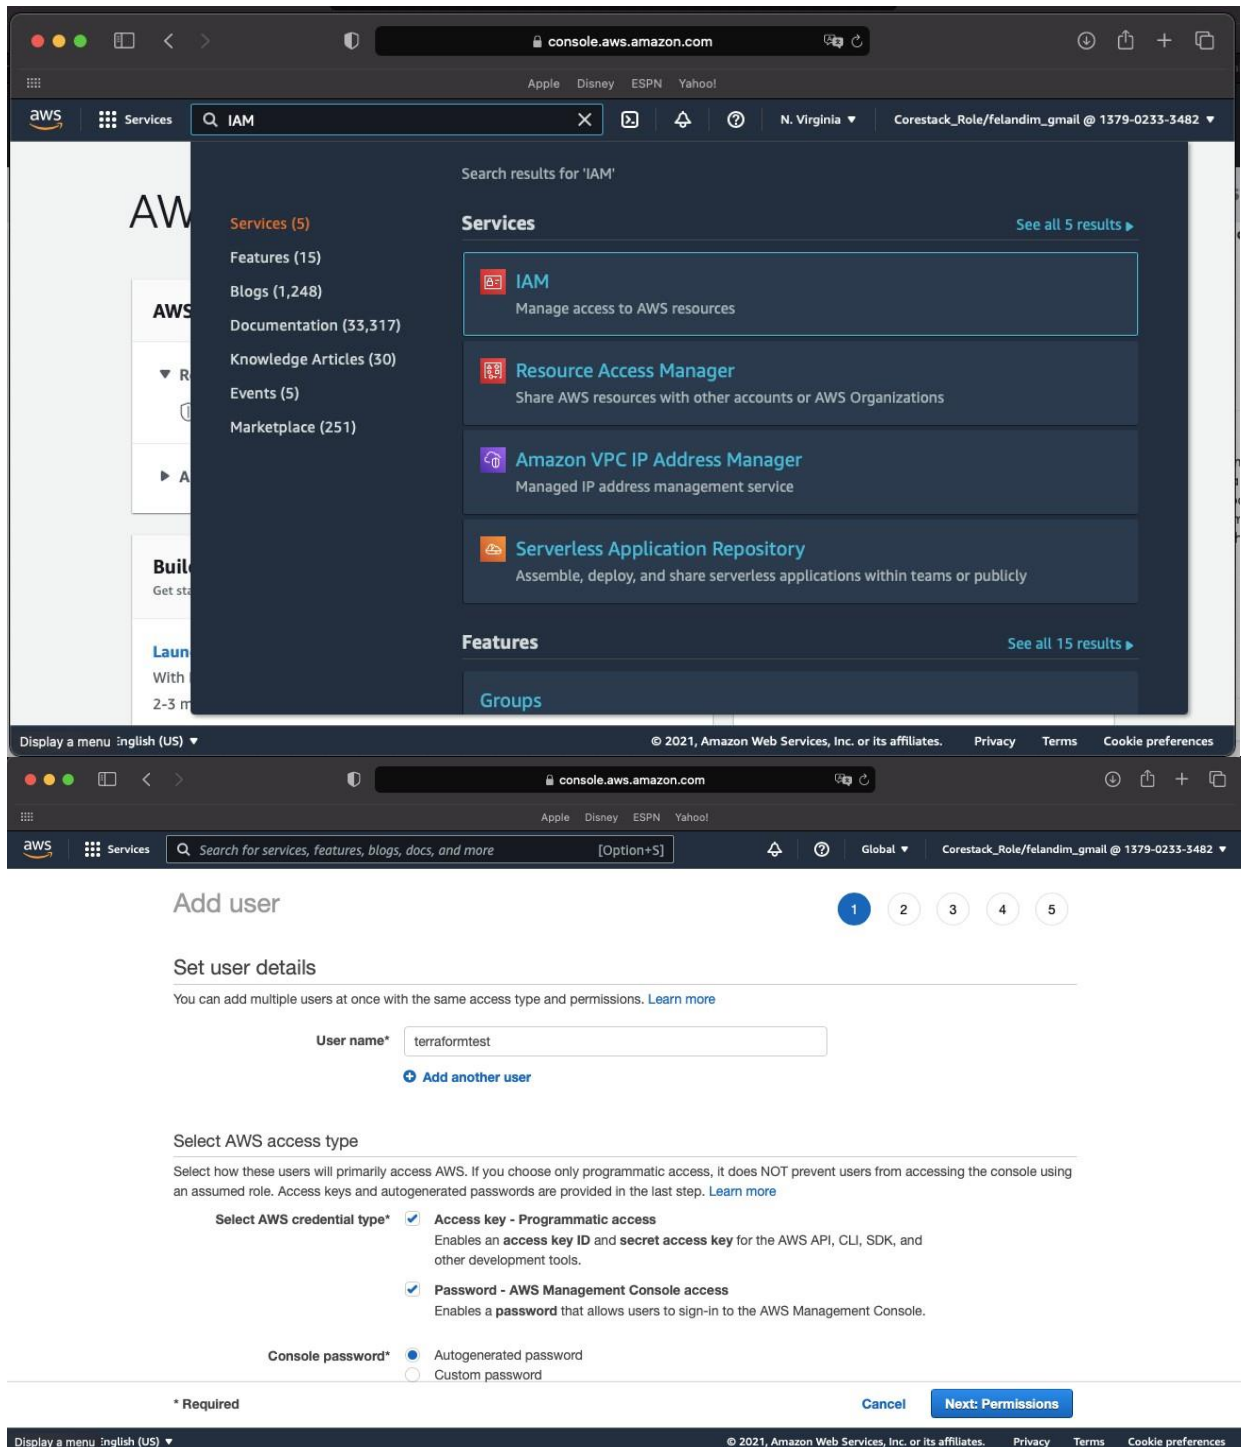 console.aws.amazon.com
Apple Disney ESPN Yahoo!
aws Services IAM N. Virginia ▼ Corestack_Role/felandim_gmail @ 1379-0233-3482 ▼
Search results for 'IAM'
AW
Services (5)
Features (15)
Blogs (1,248)
Documentation (33,317)
Knowledge Articles (30)
Events (5)
Marketplace (251)
Services See all 5 results
IAM
Manage access to AWS resources
Resource Access Manager
Share AWS resources with other accounts or AWS Organizations
Amazon VPC IP Address Manager
Managed IP address management service
Serverless Application Repository
Assemble, deploy, and share serverless applications within teams or publicly
Features See all 15 results
Groups
AWS
R
A
Buil
Get sta
Laun
With
2-3 m
Display a menu English (US) ▼ © 2021, Amazon Web Services, Inc. or its affiliates. Privacy Terms Cookie preferences
console.aws.amazon.com
Apple Disney ESPN Yahoo!
aws Services Search for services, features, blogs, docs, and more [Option+S] Global ▼ Corestack_Role/felandim_gmail @ 1379-0233-3482 ▼
Add user 1 2 3 4 5
Set user details
You can add multiple users at once with the same access type and permissions. Learn more
User name* terraformtest
Add another user
Select AWS access type
Select how these users will primarily access AWS. If you choose only programmatic access, it does NOT prevent users from accessing the console using
an assumed role. Access keys and autogenerated passwords are provided in the last step. Learn more
Select AWS credential type* Access key - Programmatic access
Enables an access key ID and secret access key for the AWS API, CLI, SDK, and
other development tools.
Password - AWS Management Console access
Enables a password that allows users to sign-in to the AWS Management Console.
Console password* Autogenerated password
Custom password
* Required Cancel Next: Permissions
Display a menu English (US) ▼ © 2021, Amazon Web Services, Inc. or its affiliates. Privacy Terms Cookie preferences